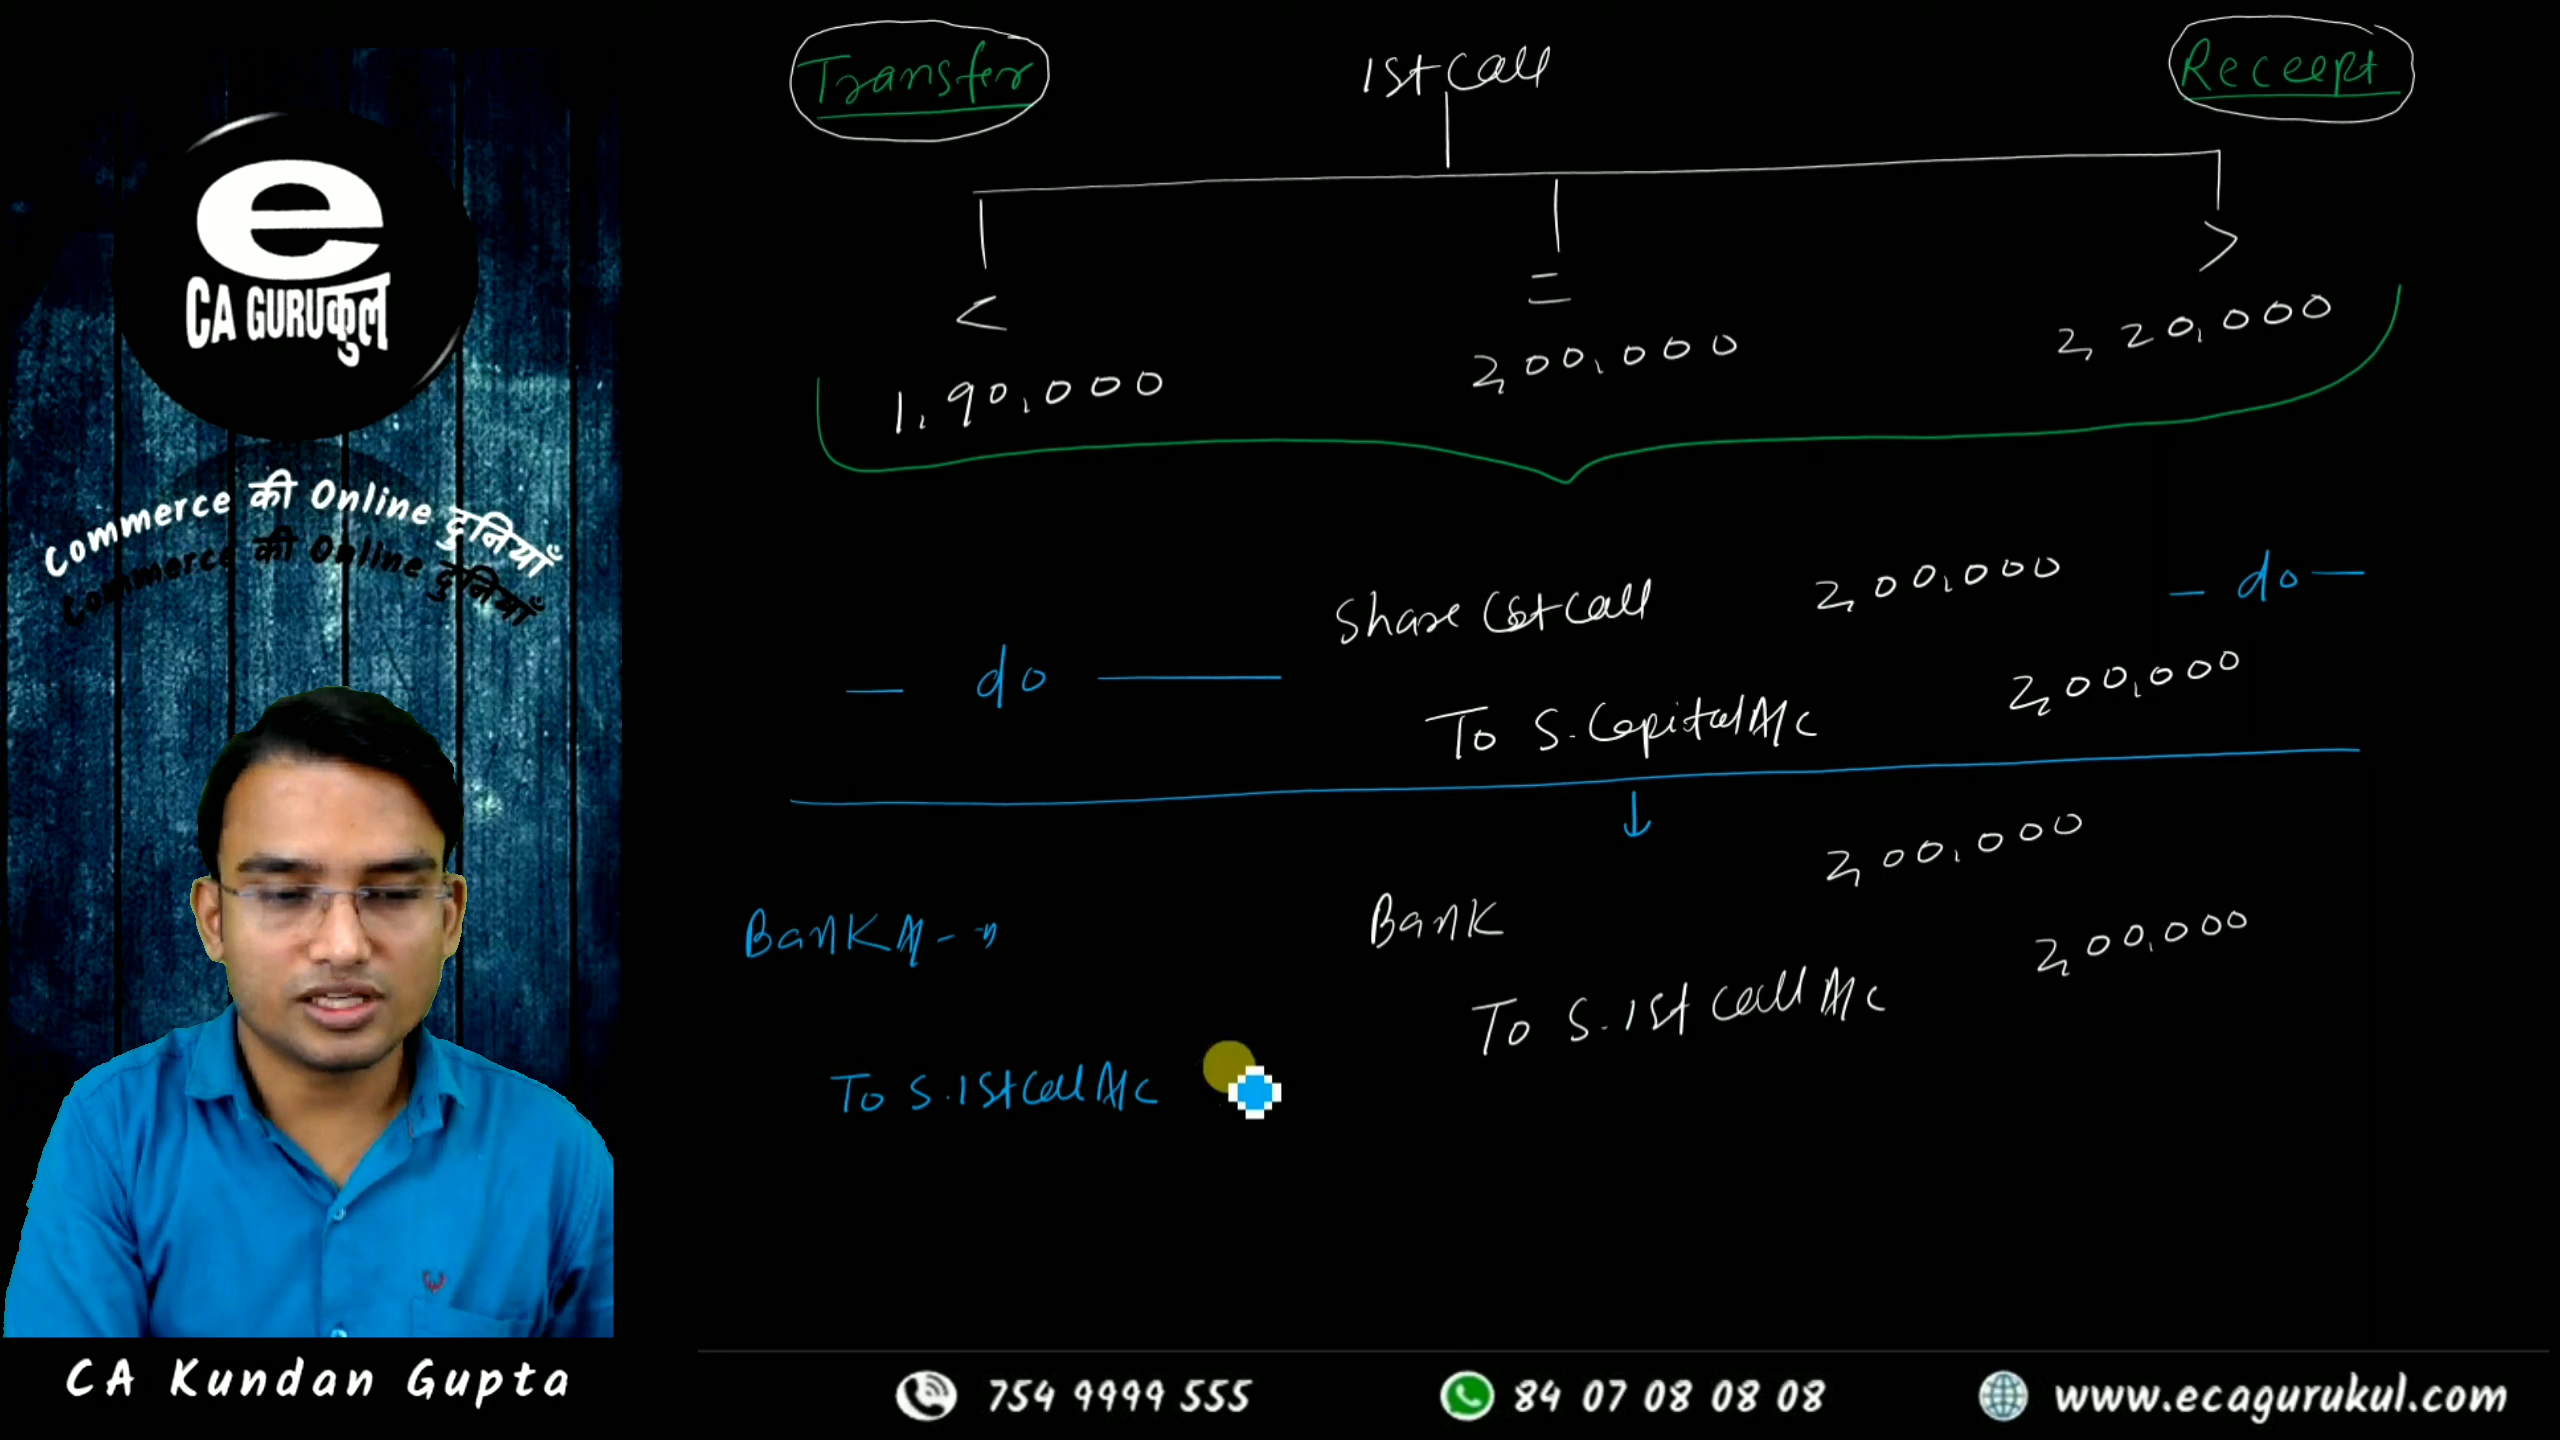 Transfer
1st Call
Receipt
<
=
>
1,90,000
2,00,000
2,20,000
Share 1st Call 2,00,000
- do -
- do -
To S. Capital A/c 2,00,000
Bank 2,00,000
Bank A/c
To S. 1st Call A/c 2,00,000
To S. 1st Call A/c
e
CA GURUकुल
Commerce की Online दुनियाँ
CA Kundan Gupta
754 9999 555
84 07 08 08 08
www.ecagurukul.com